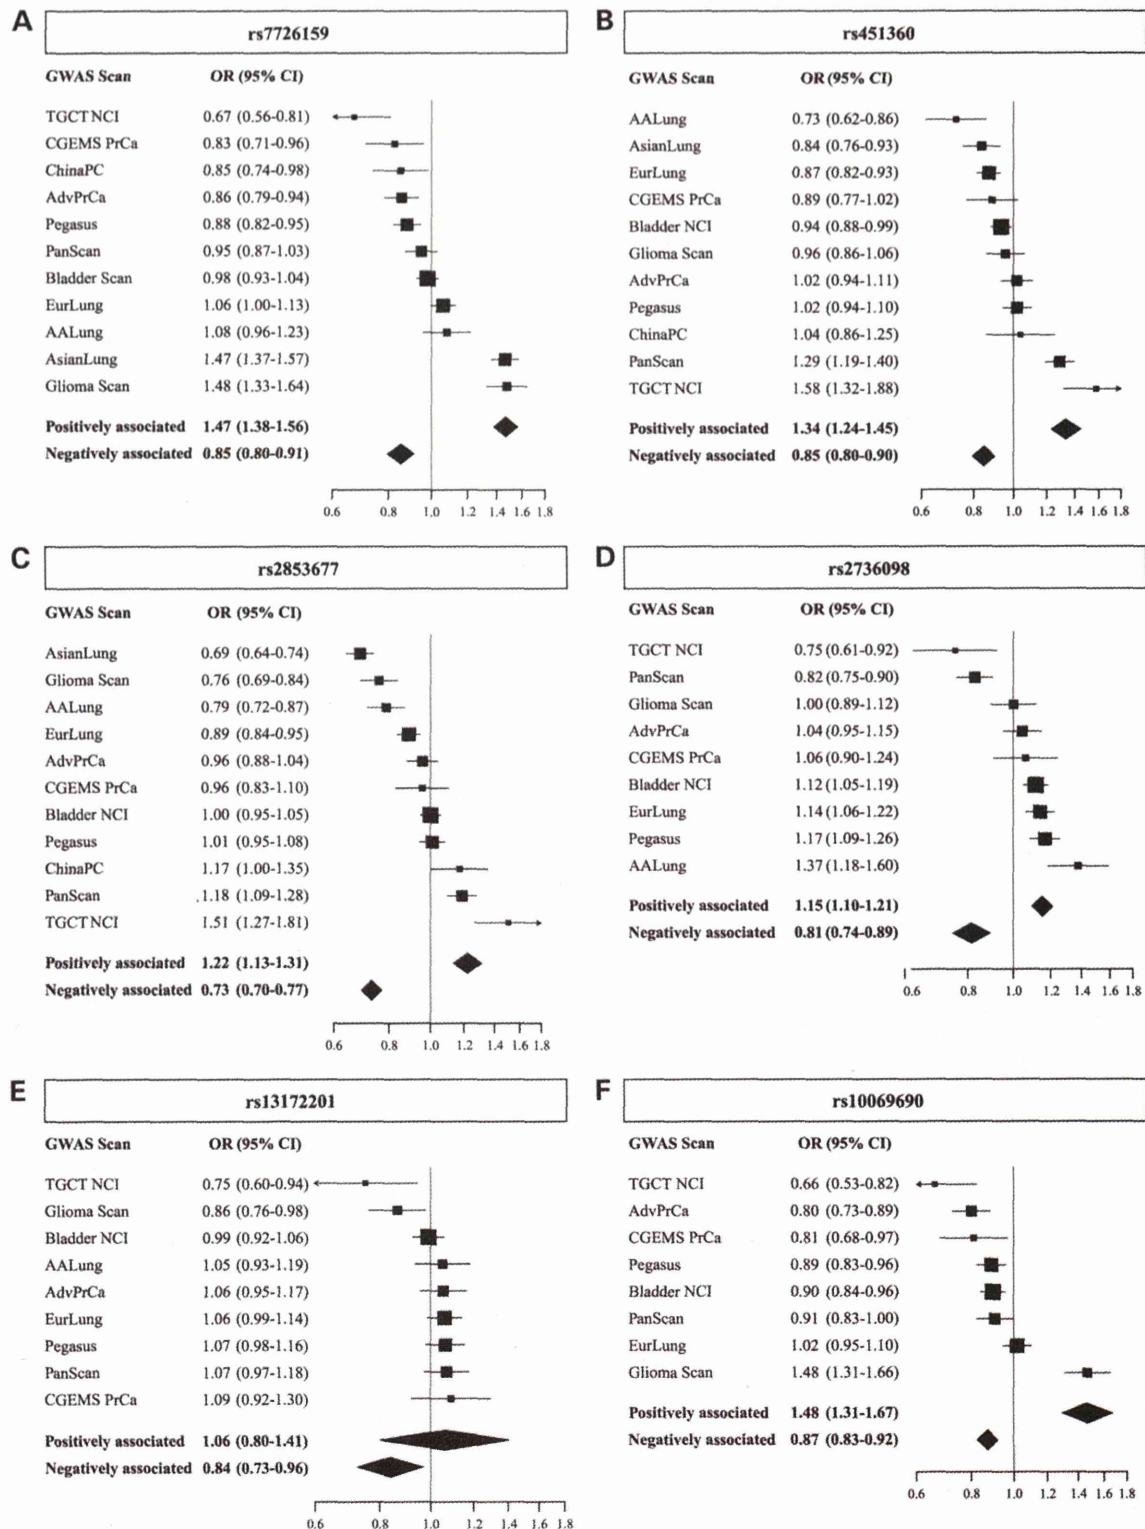 A
rs7726159
GWAS Scan OR (95% CI)
TGCT NCI 0.67 (0.56-0.81)
CGEMS PrCa 0.83 (0.71-0.96)
ChinaPC 0.85 (0.74-0.98)
AdvPrCa 0.86 (0.79-0.94)
Pegasus 0.88 (0.82-0.95)
PanScan 0.95 (0.87-1.03)
Bladder Scan 0.98 (0.93-1.04)
EurLung 1.06 (1.00-1.13)
AALung 1.08 (0.96-1.23)
AsianLung 1.47 (1.37-1.57)
Glioma Scan 1.48 (1.33-1.64)
Positively associated 1.47 (1.38-1.56)
Negatively associated 0.85 (0.80-0.91)
0.6 0.8 1.0 1.2 1.4 1.6 1.8
B
rs451360
GWAS Scan OR (95% CI)
AALung 0.73 (0.62-0.86)
AsianLung 0.84 (0.76-0.93)
EurLung 0.87 (0.82-0.93)
CGEMS PrCa 0.89 (0.77-1.02)
Bladder NCI 0.94 (0.88-0.99)
Glioma Scan 0.96 (0.86-1.06)
AdvPrCa 1.02 (0.94-1.11)
Pegasus 1.02 (0.94-1.10)
ChinaPC 1.04 (0.86-1.25)
PanScan 1.29 (1.19-1.40)
TGCT NCI 1.58 (1.32-1.88)
Positively associated 1.34 (1.24-1.45)
Negatively associated 0.85 (0.80-0.90)
0.6 0.8 1.0 1.2 1.4 1.6 1.8
C
rs2853677
GWAS Scan OR (95% CI)
AsianLung 0.69 (0.64-0.74)
Glioma Scan 0.76 (0.69-0.84)
AALung 0.79 (0.72-0.87)
EurLung 0.89 (0.84-0.95)
AdvPrCa 0.96 (0.88-1.04)
CGEMS PrCa 0.96 (0.83-1.10)
Bladder NCI 1.00 (0.95-1.05)
Pegasus 1.01 (0.95-1.08)
ChinaPC 1.17 (1.00-1.35)
PanScan 1.18 (1.09-1.28)
TGCT NCI 1.51 (1.27-1.81)
Positively associated 1.22 (1.13-1.31)
Negatively associated 0.73 (0.70-0.77)
0.6 0.8 1.0 1.2 1.4 1.6 1.8
D
rs2736098
GWAS Scan OR (95% CI)
TGCT NCI 0.75 (0.61-0.92)
PanScan 0.82 (0.75-0.90)
Glioma Scan 1.00 (0.89-1.12)
AdvPrCa 1.04 (0.95-1.15)
CGEMS PrCa 1.06 (0.90-1.24)
Bladder NCI 1.12 (1.05-1.19)
EurLung 1.14 (1.06-1.22)
Pegasus 1.17 (1.09-1.26)
AALung 1.37 (1.18-1.60)
Positively associated 1.15 (1.10-1.21)
Negatively associated 0.81 (0.74-0.89)
0.6 0.8 1.0 1.2 1.4 1.6 1.8
E
rs13172201
GWAS Scan OR (95% CI)
TGCT NCI 0.75 (0.60-0.94)
Glioma Scan 0.86 (0.76-0.98)
Bladder NCI 0.99 (0.92-1.06)
AALung 1.05 (0.93-1.19)
AdvPrCa 1.06 (0.95-1.17)
EurLung 1.06 (0.99-1.14)
Pegasus 1.07 (0.98-1.16)
PanScan 1.07 (0.97-1.18)
CGEMS PrCa 1.09 (0.92-1.30)
Positively associated 1.06 (0.80-1.41)
Negatively associated 0.84 (0.73-0.96)
0.6 0.8 1.0 1.2 1.4 1.6 1.8
F
rs10069690
GWAS Scan OR (95% CI)
TGCT NCI 0.66 (0.53-0.82)
AdvPrCa 0.80 (0.73-0.89)
CGEMS PrCa 0.81 (0.68-0.97)
Pegasus 0.89 (0.83-0.96)
Bladder NCI 0.90 (0.84-0.96)
PanScan 0.91 (0.83-1.00)
EurLung 1.02 (0.95-1.10)
Glioma Scan 1.48 (1.31-1.66)
Positively associated 1.48 (1.31-1.67)
Negatively associated 0.87 (0.83-0.92)
0.6 0.8 1.0 1.2 1.4 1.6 1.8